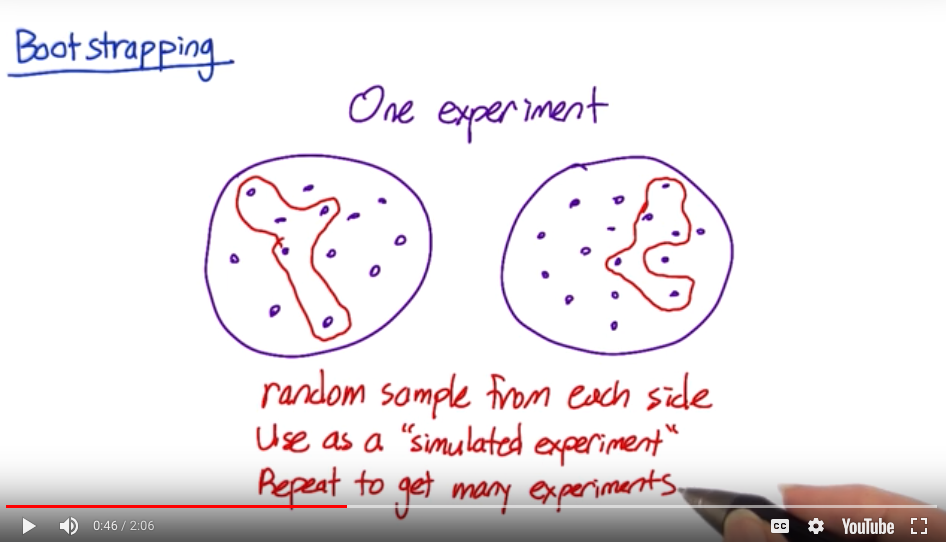 Bootstrapping
One experiment
random sample from each side
Use as a "simulated experiment"
Repeat to get many experiments
0:46 / 2:06
CC
YouTube